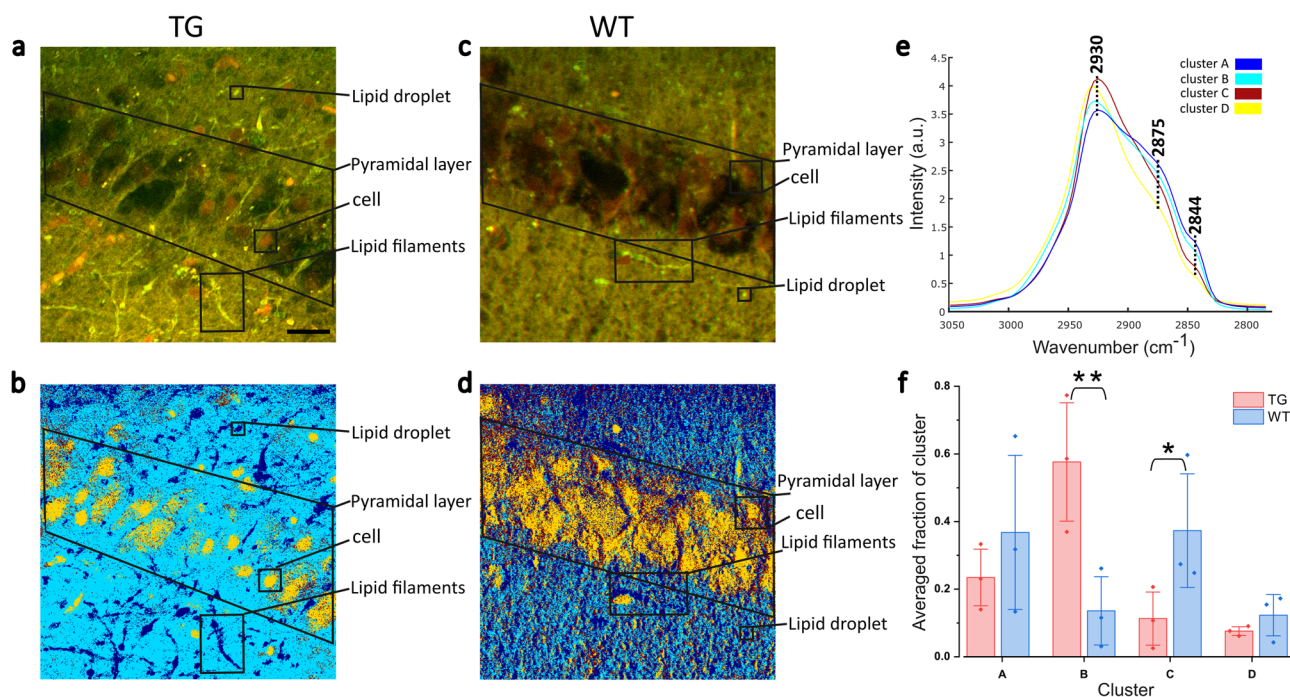 TG
WT
a
Lipid droplet
Pyramidal layer
cell
Lipid filaments
c
Pyramidal layer
cell
Lipid filaments
Lipid droplet
e
2930
2875
2844
cluster A
cluster B
cluster C
cluster D
4.5
4
3.5
3
2.5
2
1.5
1
0.5
0
Intensity (a.u.)
3050 3000 2950 2900 2850 2800
Wavenumber (cm-1)
b
Lipid droplet
Pyramidal layer
cell
Lipid filaments
d
Pyramidal layer
cell
Lipid filaments
Lipid droplet
f
**
*
TG
WT
0.8
0.6
0.4
0.2
0.0
Averaged fraction of cluster
A B C D
Cluster